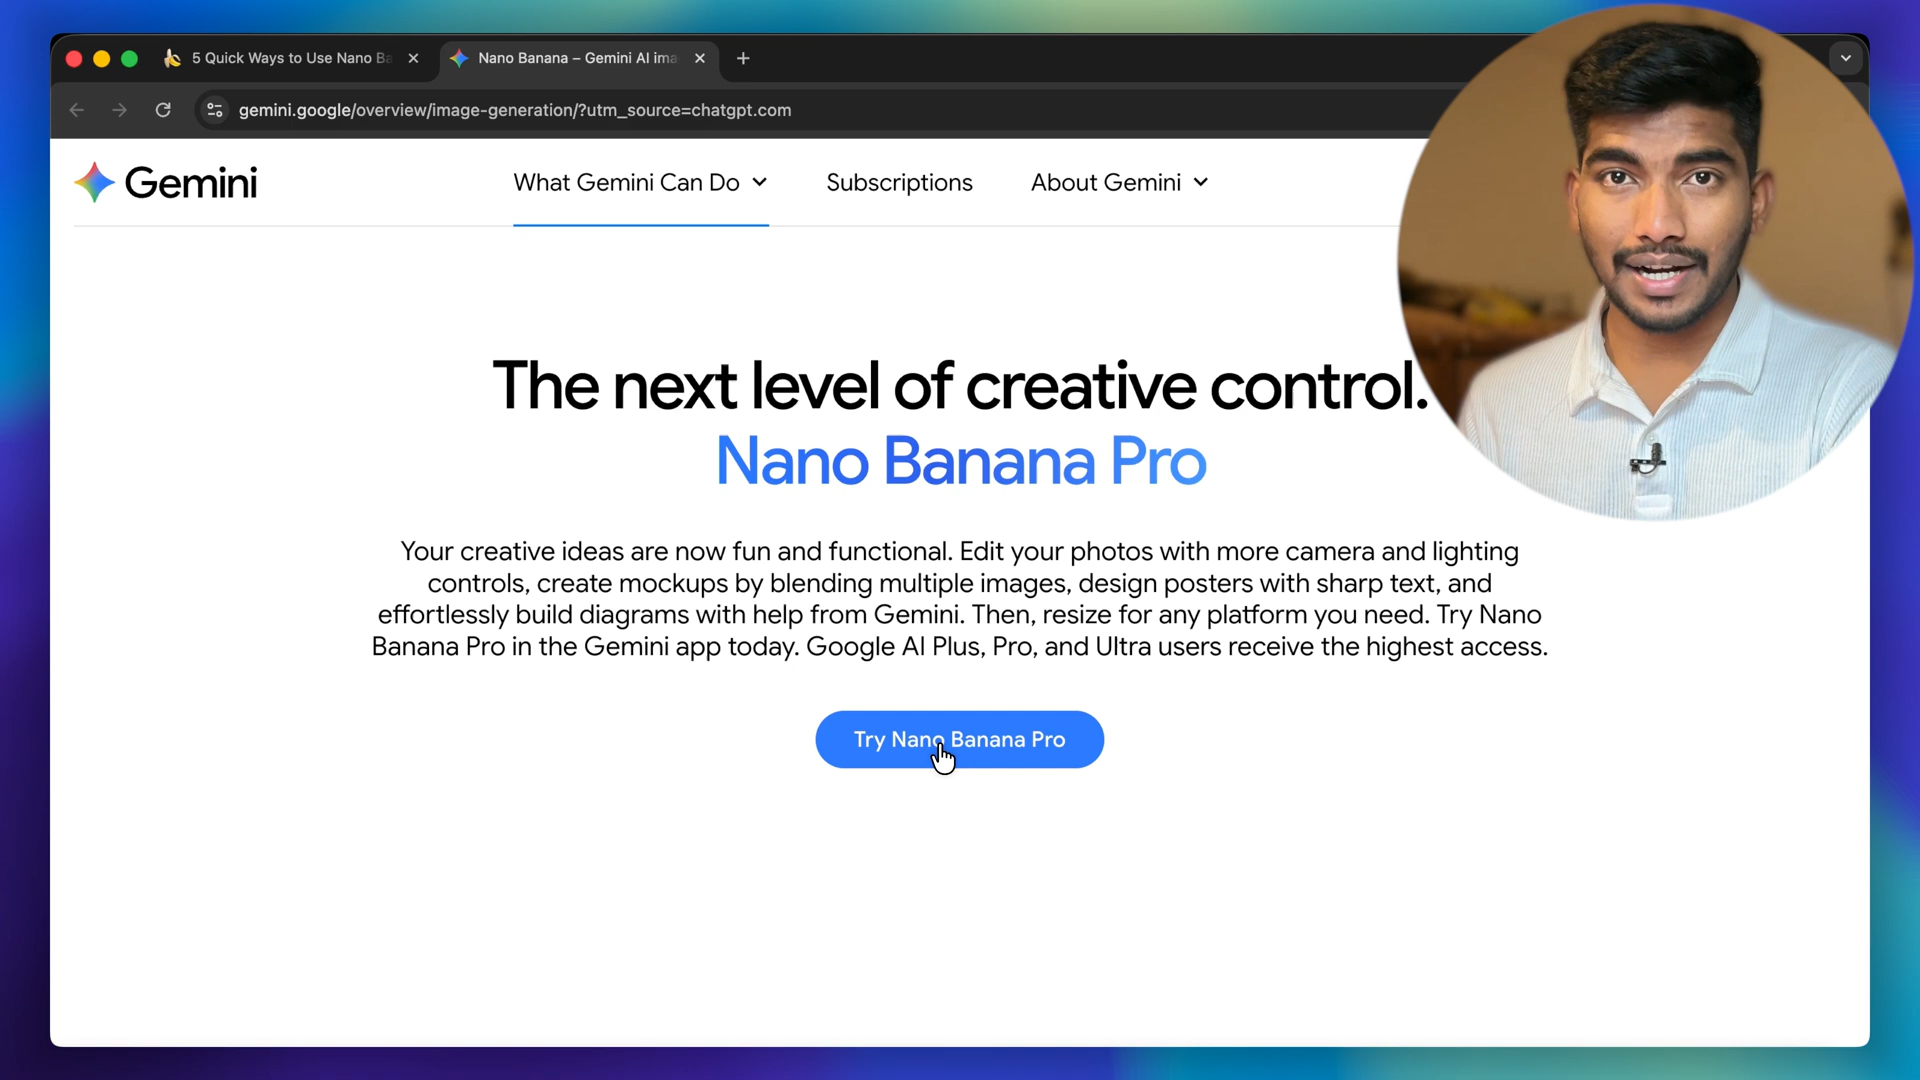 5 Quick Ways to Use Nano Ba
Nano Banana – Gemini AI ima
gemini.google/overview/image-generation/?utm_source=chatgpt.com
Gemini
What Gemini Can Do
Subscriptions
About Gemini
The next level of creative control.
Nano Banana Pro
Your creative ideas are now fun and functional. Edit your photos with more camera and lighting
controls, create mockups by blending multiple images, design posters with sharp text, and
effortlessly build diagrams with help from Gemini. Then, resize for any platform you need. Try Nano
Banana Pro in the Gemini app today. Google AI Plus, Pro, and Ultra users receive the highest access.
Try Nano Banana Pro